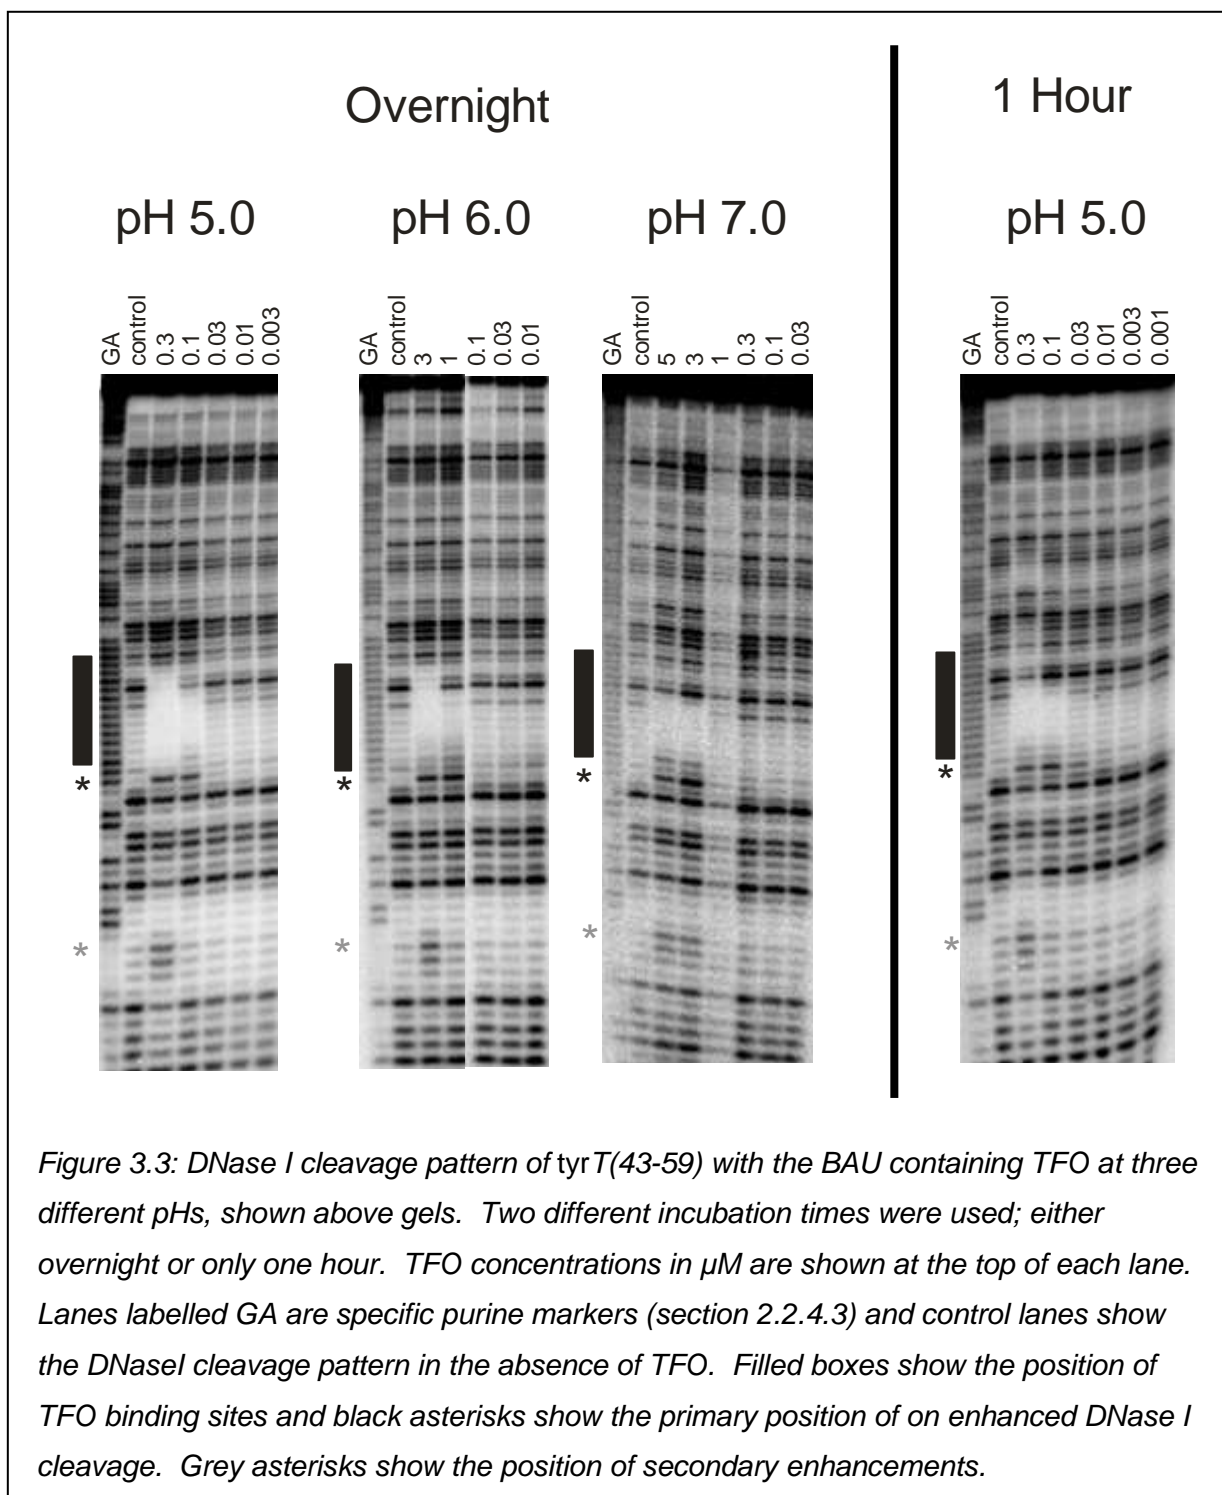 Overnight
1 Hour
pH 5.0
pH 6.0
pH 7.0
pH 5.0
GA
control
0.3
0.1
0.03
0.01
0.003
GA
control
3
1
0.1
0.03
0.01
GA
control
5
3
1
0.3
0.1
0.03
GA
control
0.3
0.1
0.03
0.01
0.003
0.001
*
*
*
*
*
*
*
*
Figure 3.3: DNase I cleavage pattern of tyrT(43-59) with the BAU containing TFO at three
different pHs, shown above gels. Two different incubation times were used; either
overnight or only one hour. TFO concentrations in µM are shown at the top of each lane.
Lanes labelled GA are specific purine markers (section 2.2.4.3) and control lanes show
the DNaseI cleavage pattern in the absence of TFO. Filled boxes show the position of
TFO binding sites and black asterisks show the primary position of on enhanced DNase I
cleavage. Grey asterisks show the position of secondary enhancements.